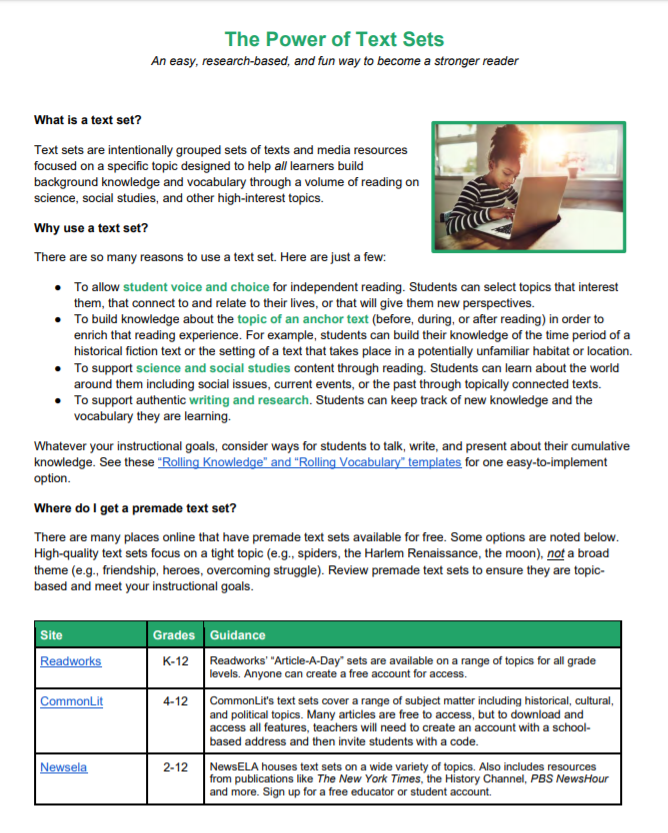 The Power of Text Sets
An easy, research-based, and fun way to become a stronger reader
What is a text set?
Text sets are intentionally grouped sets of texts and media resources
focused on a specific topic designed to help all learners build
background knowledge and vocabulary through a volume of reading on
science, social studies, and other high-interest topics.
Why use a text set?
There are so many reasons to use a text set. Here are just a few:
● To allow student voice and choice for independent reading. Students can select topics that interest
them, that connect to and relate to their lives, or that will give them new perspectives.
● To build knowledge about the topic of an anchor text (before, during, or after reading) in order to
enrich that reading experience. For example, students can build their knowledge of the time period of a
historical fiction text or the setting of a text that takes place in a potentially unfamiliar habitat or location.
● To support science and social studies content through reading. Students can learn about the world
around them including social issues, current events, or the past through topically connected texts.
● To support authentic writing and research. Students can keep track of new knowledge and the
vocabulary they are learning.
Whatever your instructional goals, consider ways for students to talk, write, and present about their cumulative
knowledge. See these “Rolling Knowledge” and “Rolling Vocabulary” templates for one easy-to-implement
option.
Where do I get a premade text set?
There are many places online that have premade text sets available for free. Some options are noted below.
High-quality text sets focus on a tight topic (e.g., spiders, the Harlem Renaissance, the moon), not a broad
theme (e.g., friendship, heroes, overcoming struggle). Review premade text sets to ensure they are topic-
based and meet your instructional goals.
Site Grades Guidance
Readworks K-12 Readworks’ “Article-A-Day” sets are available on a range of topics for all grade
levels. Anyone can create a free account for access.
CommonLit 4-12 CommonLit's text sets cover a range of subject matter including historical, cultural,
and political topics. Many articles are free to access, but to download and
access all features, teachers will need to create an account with a school-
based address and then invite students with a code.
Newsela 2-12 NewsELA houses text sets on a wide variety of topics. Also includes resources
from publications like The New York Times, the History Channel, PBS NewsHour
and more. Sign up for a free educator or student account.